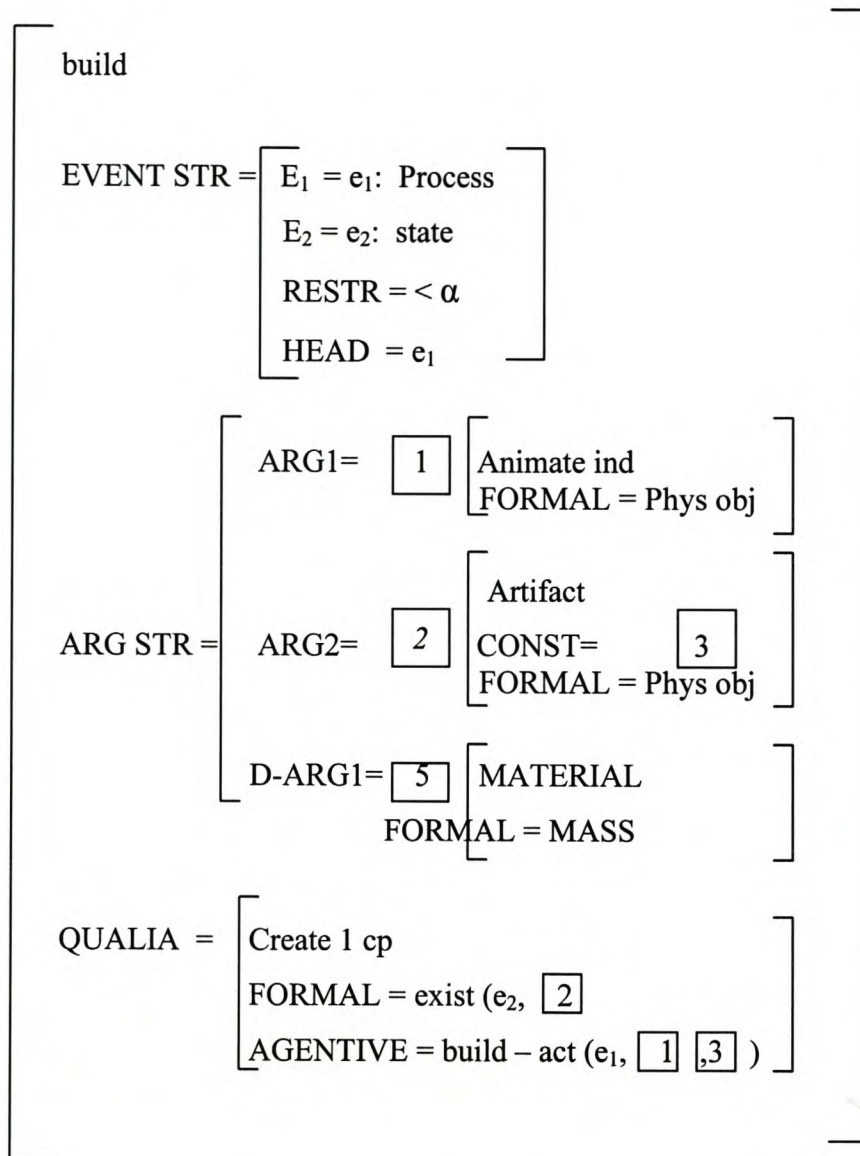 build
EVENT STR = E₁ = e₁: Process
E₂ = e₂: state
RESTR = < α
HEAD = e₁
ARG1= 1 Animate ind
FORMAL = Phys obj
Artifact
ARG STR = ARG2= 2 CONST= 3
FORMAL = Phys obj
D-ARG1= 5 MATERIAL
FORMAL = MASS
QUALIA = Create 1 cp
FORMAL = exist (e₂, 2
AGENTIVE = build – act (e₁, 1 ,3 )